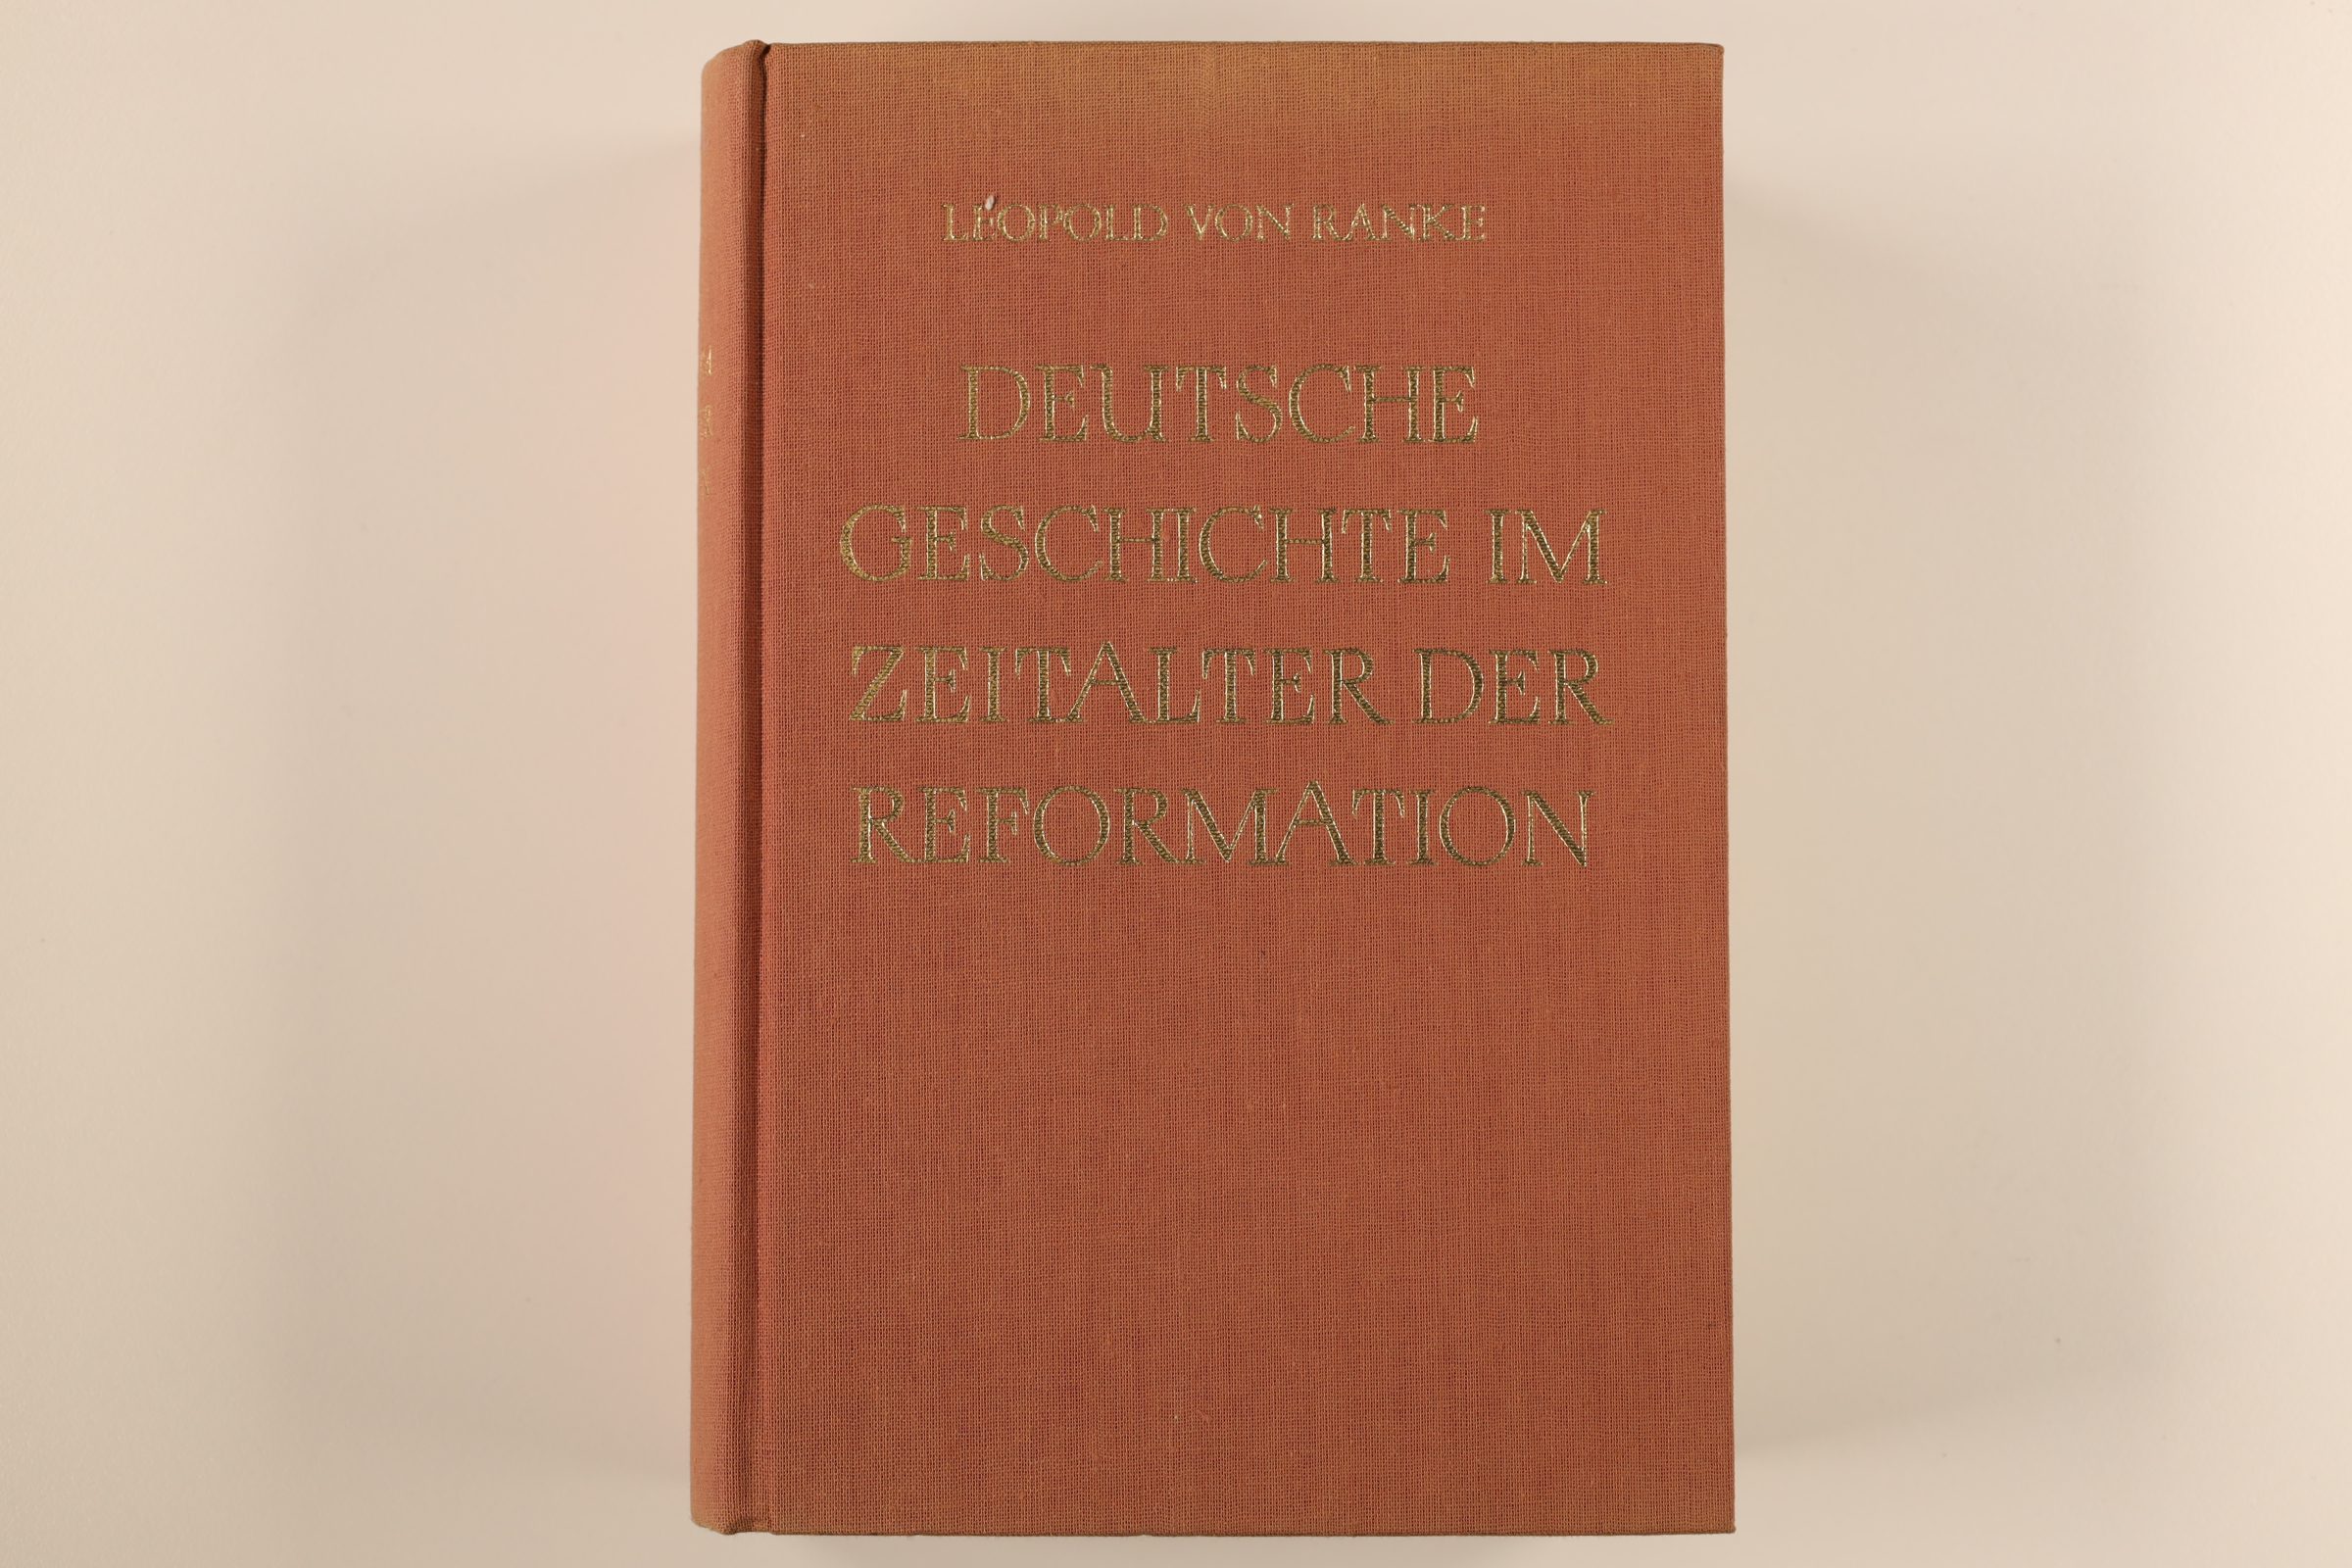 LEOPOLD VON RANKE
DEUTSCHE
GESCHICHTE IM
ZEITALTER DER
REFORMATION